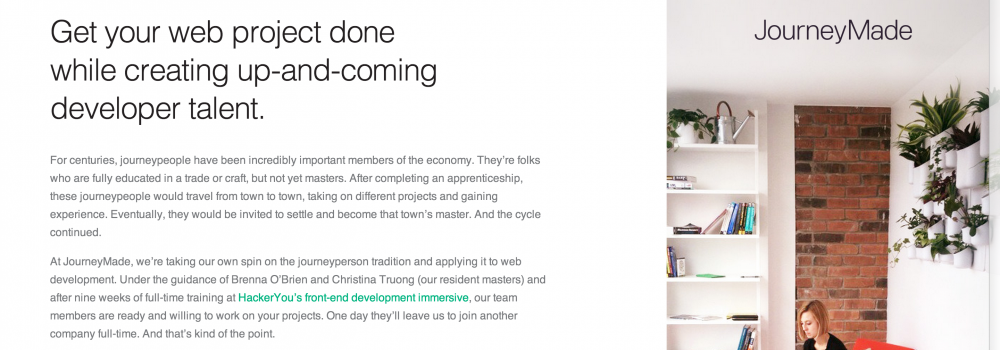 Get your web project done
while creating up-and-coming
developer talent.
For centuries, journeypeople have been incredibly important members of the economy. They’re folks
who are fully educated in a trade or craft, but not yet masters. After completing an apprenticeship,
these journeypeople would travel from town to town, taking on different projects and gaining
experience. Eventually, they would be invited to settle and become that town’s master. And the cycle
continued.
At JourneyMade, we’re taking our own spin on the journeyperson tradition and applying it to web
development. Under the guidance of Brenna O’Brien and Christina Truong (our resident masters) and
after nine weeks of full-time training at HackerYou’s front-end development immersive, our team
members are ready and willing to work on your projects. One day they’ll leave us to join another
company full-time. And that’s kind of the point.
JourneyMade